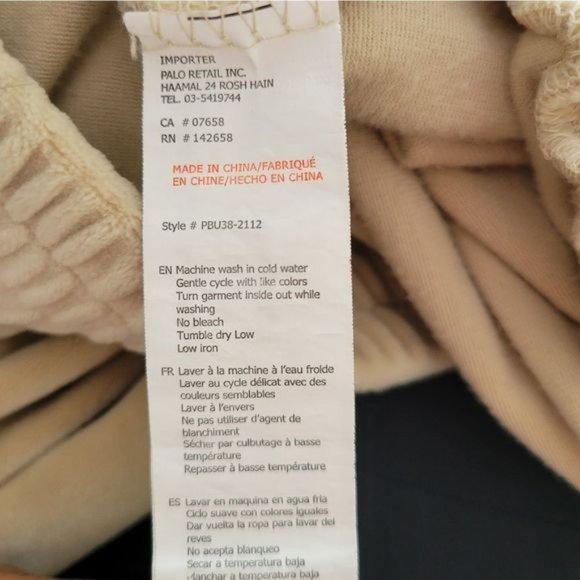 IMPORTER
PALO RETAIL INC.
HAAMAL 24 ROSH HAIN
TEL. 03-5419744
CA # 07658
RN # 142658
MADE IN CHINA/FABRIQUÉ
EN CHINE/HECHO EN CHINA
Style # PBU38-2112
EN Machine wash in cold water
Gentle cycle with like colors
Turn garment inside out while
washing
No bleach
Tumble dry Low
Low iron
FR Laver à la machine à l'eau froide
Laver au cycle délicat avec des
couleurs semblables
Laver à l'envers
Ne pas utiliser d'agent de
blanchiment
Sécher par culbutage à basse
température
Repasser à basse température
ES Lavar en maquina en agua fria
Ciclo suave con colores iguales
Dar vuelta la ropa para lavar del
reves
No acepta blanqueo
Secar a temperatura baja
Planchar a temperatura baja